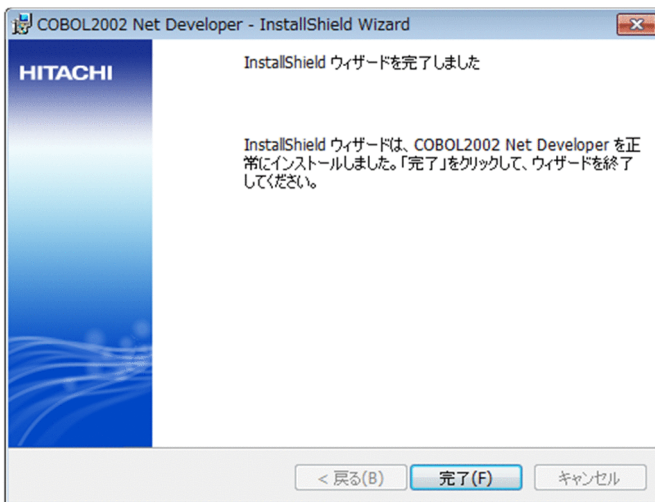 COBOL2002 Net Developer - InstallShield Wizard
HITACHI
InstallShield ウィザードを完了しました
InstallShield ウィザードは、COBOL2002 Net Developer を正
常にインストールしました。「完了」をクリックして、ウィザードを終了
してください。
< 戻る(B)
完了(F)
キャンセル